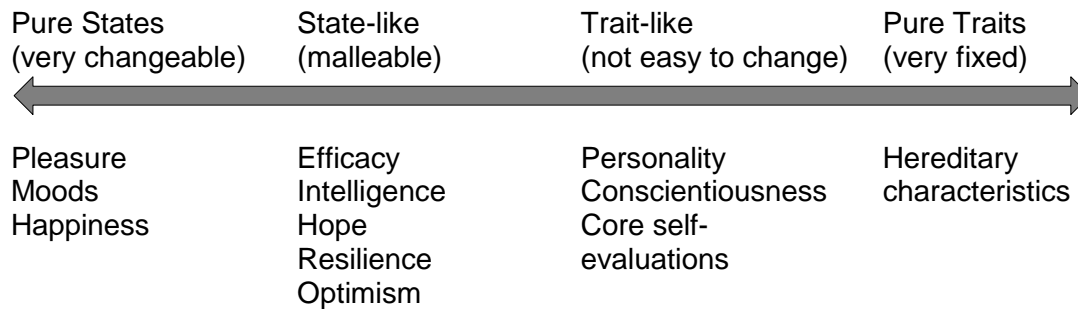 Pure States
(very changeable)
State-like
(malleable)
Trait-like
(not easy to change)
Pure Traits
(very fixed)
Pleasure
Moods
Happiness
Efficacy
Intelligence
Hope
Resilience
Optimism
Personality
Conscientiousness
Core self-
evaluations
Hereditary
characteristics